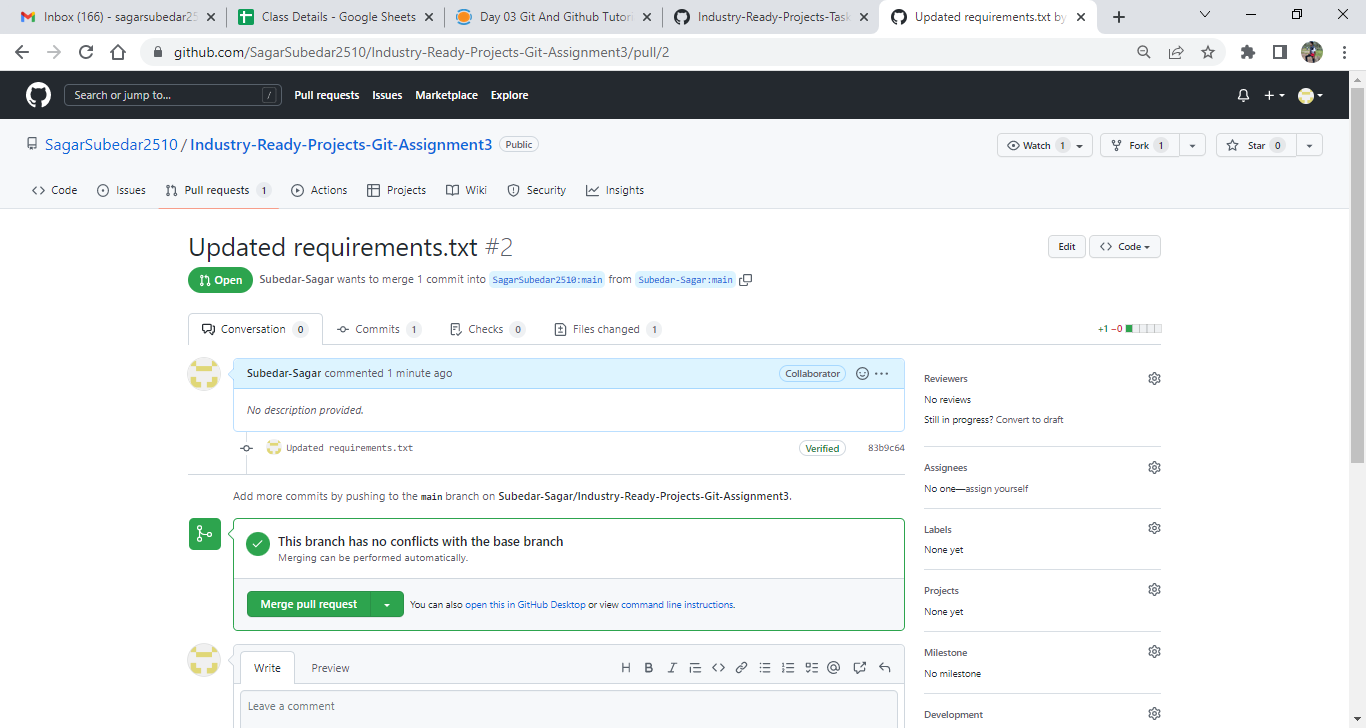 Inbox (166) - sagarsubedar25
Class Details - Google Sheets
Day 03 Git And Github Tutori
Industry-Ready-Projects-Task
Updated requirements.txt by
github.com/SagarSubedar2510/Industry-Ready-Projects-Git-Assignment3/pull/2
Search or jump to...
/
Pull requests
Issues
Marketplace
Explore
SagarSubedar2510 / Industry-Ready-Projects-Git-Assignment3
Public
Watch 1
Fork 1
Star 0
Code
Issues
Pull requests 1
Actions
Projects
Wiki
Security
Insights
Updated requirements.txt #2
Edit
Code
Open
Subedar-Sagar wants to merge 1 commit into SagarSubedar2510:main from Subedar-Sagar:main
Conversation 0
Commits 1
Checks 0
Files changed 1
+1 −0
Subedar-Sagar commented 1 minute ago
Collaborator
No description provided.
Updated requirements.txt
Verified
83b9c64
Add more commits by pushing to the main branch on Subedar-Sagar/Industry-Ready-Projects-Git-Assignment3.
This branch has no conflicts with the base branch
Merging can be performed automatically.
Merge pull request
You can also open this in GitHub Desktop or view command line instructions.
Write
Preview
Leave a comment
Reviewers
No reviews
Still in progress? Convert to draft
Assignees
No one—assign yourself
Labels
None yet
Projects
None yet
Milestone
No milestone
Development